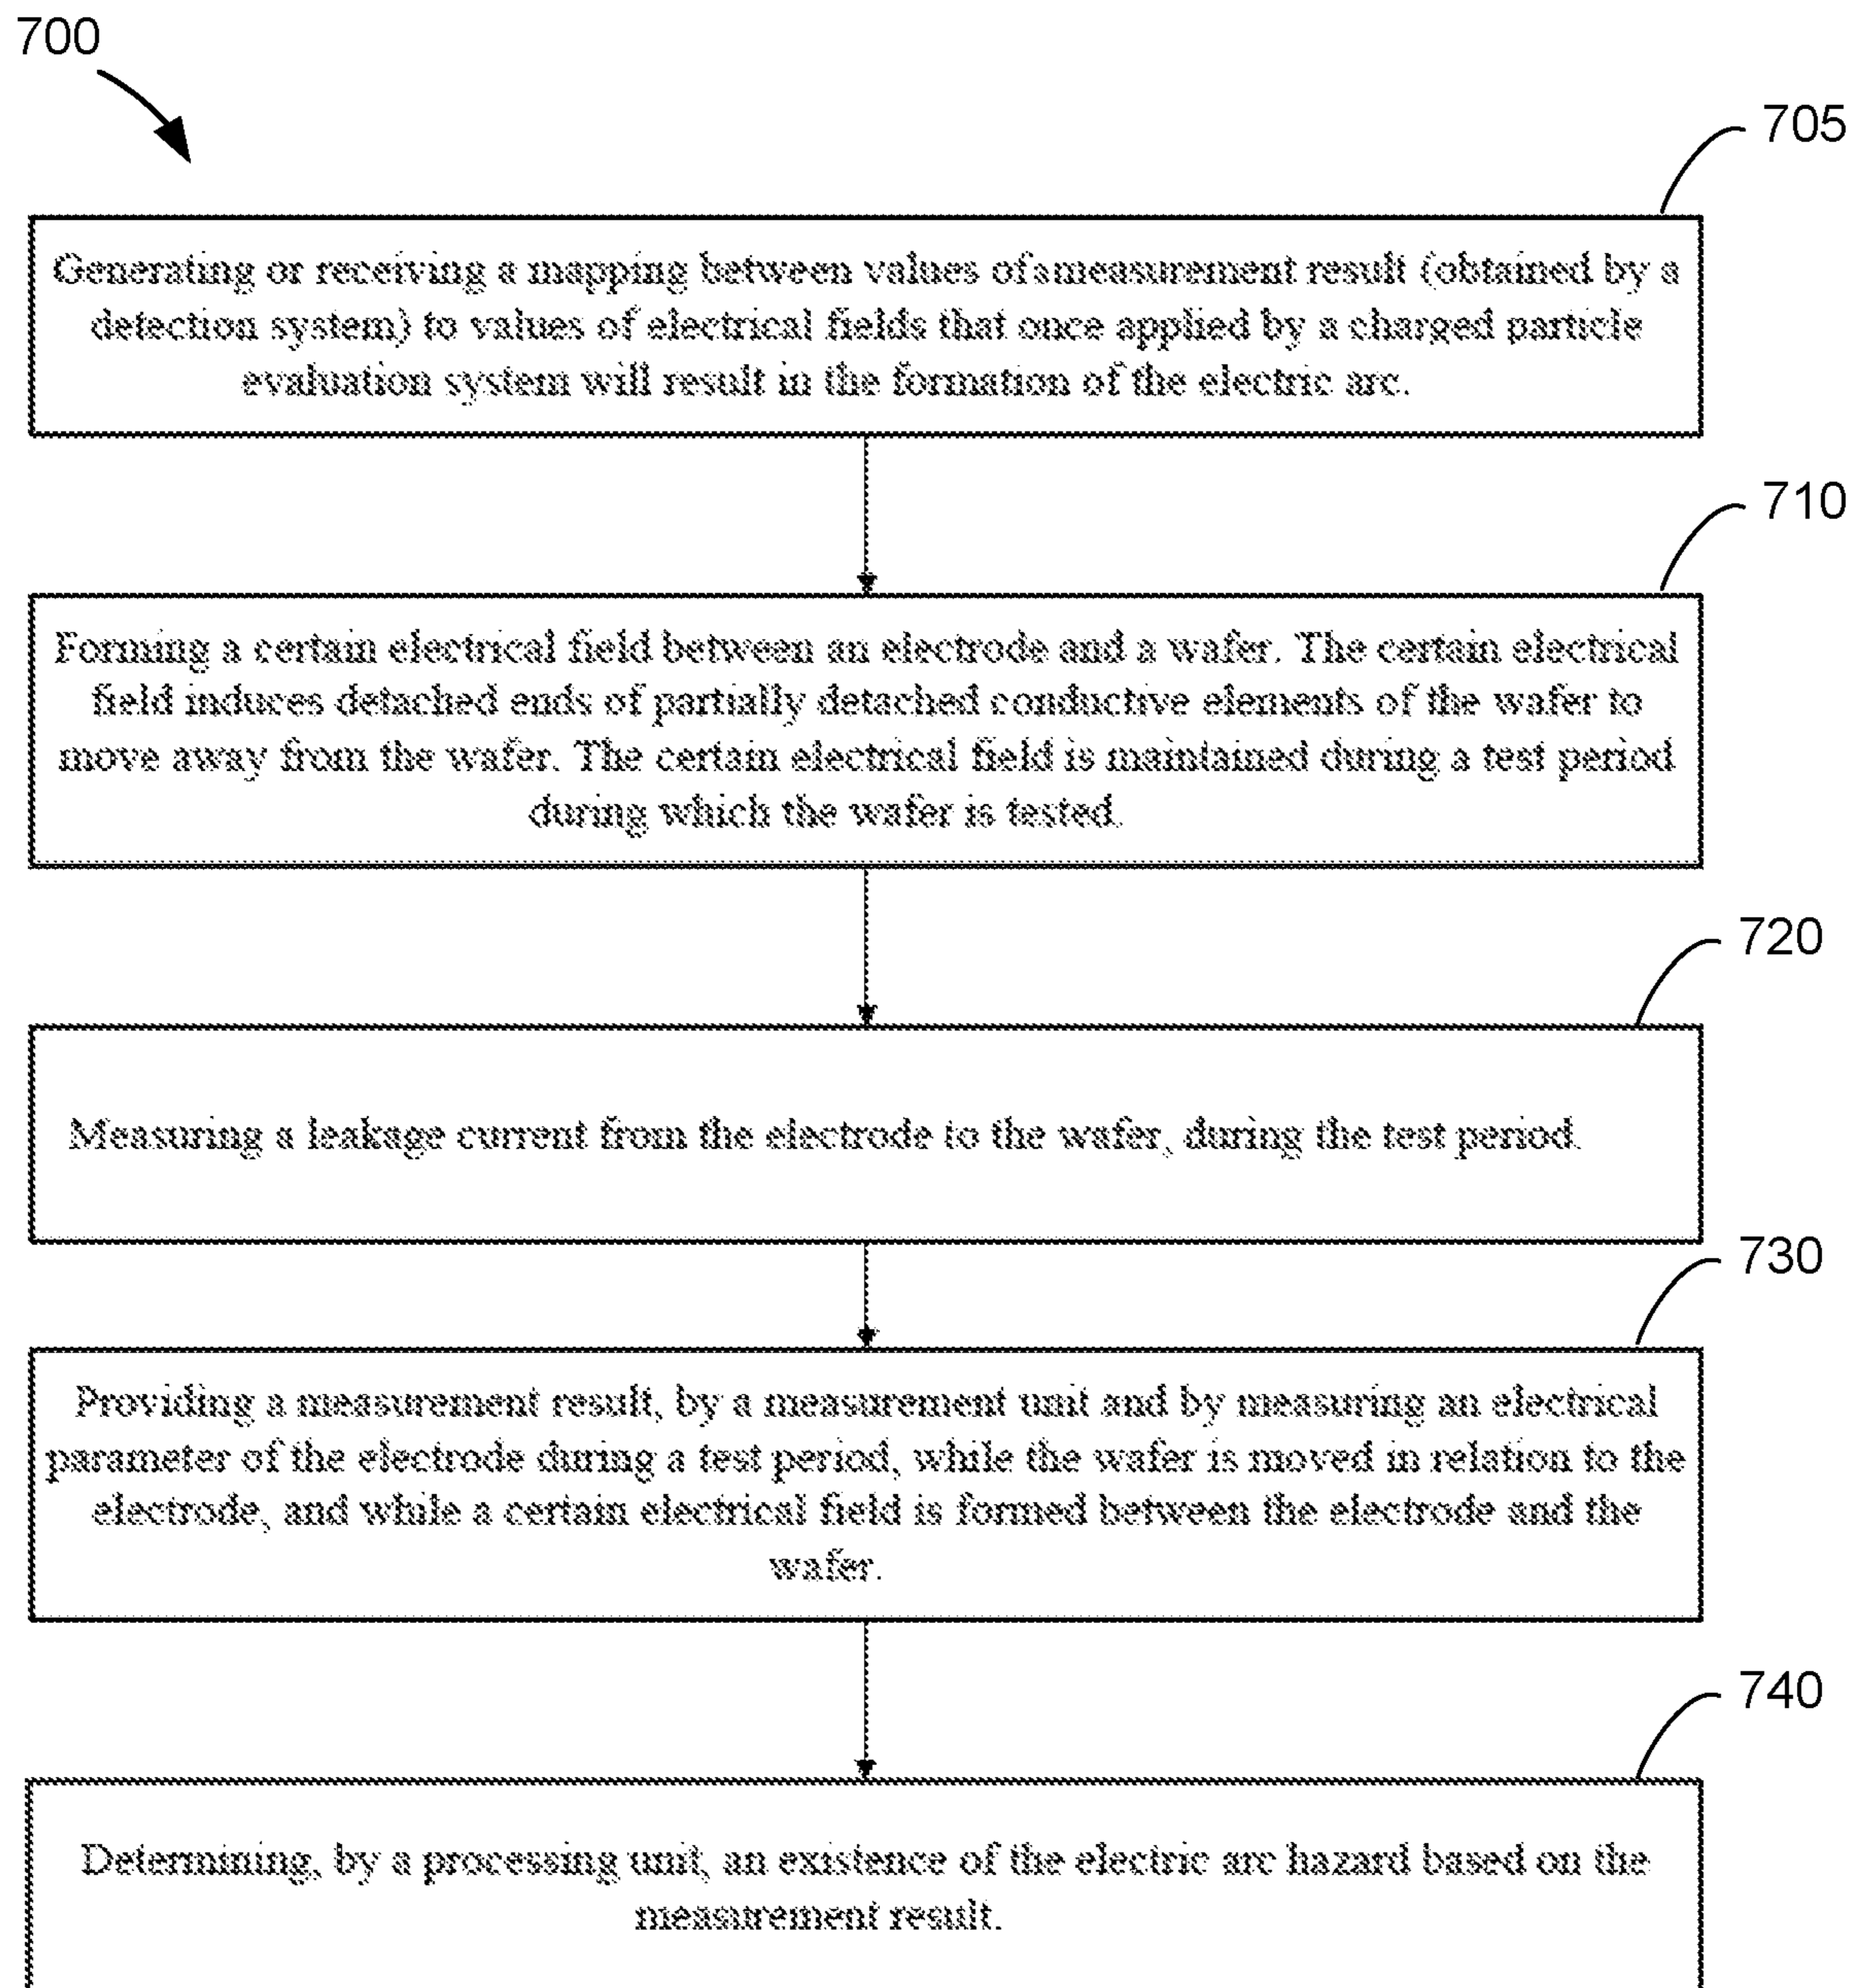 700
705
Generating or receiving a mapping between values ofsmeasurement result (obtained by a
detection system) to values of electrical fields that once applied by a charged particle
evaluation system will result in the formation of the electric arc.
710
Forming a certain electrical field between an electrode and a wafer. The certain electrical
field induces detached ends of partially detached conductive elements of the wafer to
move away from the wafer. The certain electrical field is maintained during a test period
during which the wafer is tested.
720
Measuring a leakage current from the electrode to the wafer, during the test period.
730
Providing a measurement result, by a measurement unit and by measuring an electrical
parameter of the electrode during a test period, while the wafer is moved in relation to the
electrode, and while a certain electrical field is formed between the electrode and the
wafer.
740
Determining, by a processing unit, an existence of the electric arc hazard based on the
measurement result.